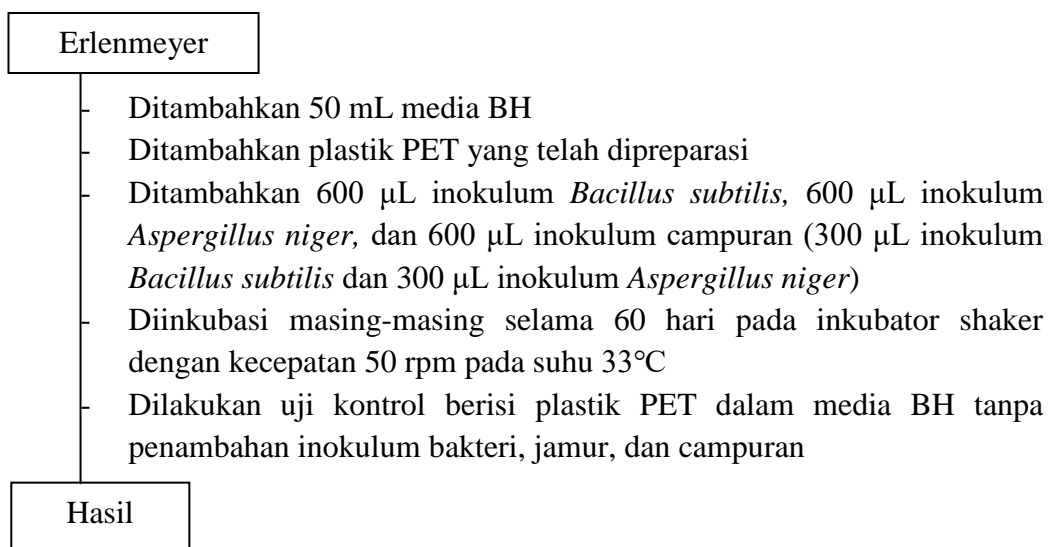 Erlenmeyer
- Ditambahkan 50 mL media BH
- Ditambahkan plastik PET yang telah dipreparasi
- Ditambahkan 600 μL inokulum Bacillus subtilis, 600 μL inokulum
Aspergillus niger, dan 600 μL inokulum campuran (300 μL inokulum
Bacillus subtilis dan 300 μL inokulum Aspergillus niger)
- Diinkubasi masing-masing selama 60 hari pada inkubator shaker
dengan kecepatan 50 rpm pada suhu 33℃
- Dilakukan uji kontrol berisi plastik PET dalam media BH tanpa
penambahan inokulum bakteri, jamur, dan campuran
Hasil